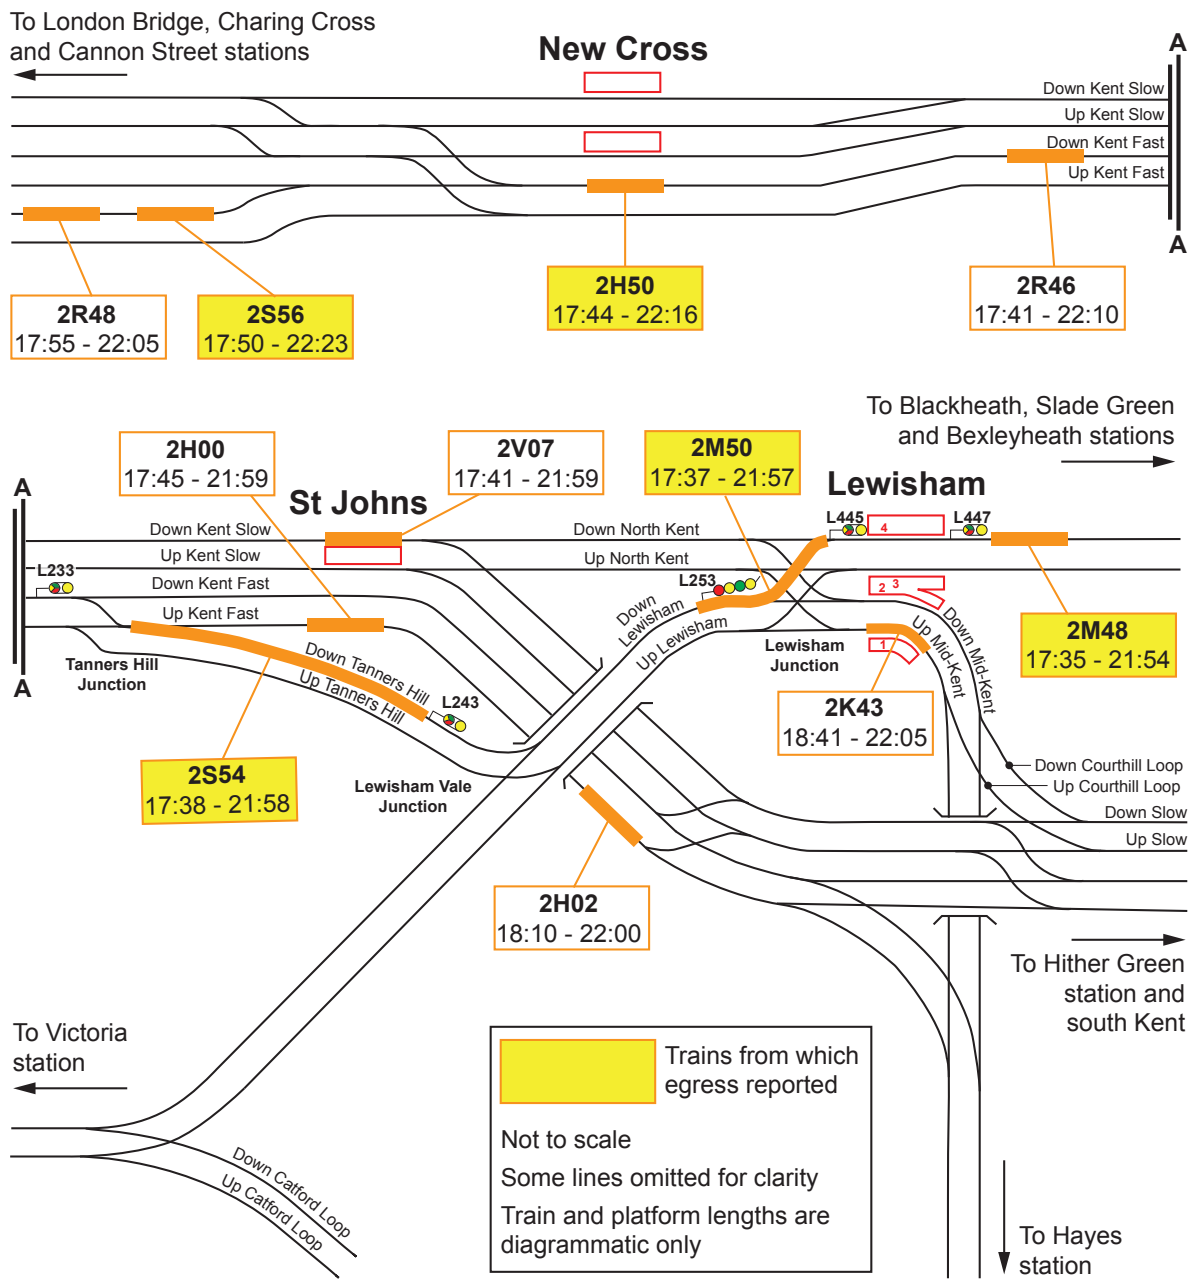 To London Bridge, Charing Cross
and Cannon Street stations
New Cross
A
Down Kent Slow
Up Kent Slow
Down Kent Fast
Up Kent Fast
A
2R48
17:55 - 22:05
2S56
17:50 - 22:23
2H50
17:44 - 22:16
2R46
17:41 - 22:10
To Blackheath, Slade Green
and Bexleyheath stations
2H00
17:45 - 21:59
2V07
17:41 - 21:59
2M50
17:37 - 21:57
A
St Johns
Lewisham
L445
4
L447
Down Kent Slow
Down North Kent
Up Kent Slow
Up North Kent
L233
Down Kent Fast
L253
2 3
Up Kent Fast
Down
Lewisham
Up Lewisham
Down Mid-Kent
Up Mid-Kent
1
Tanners Hill
Junction
A
Down Tanners Hill
Up Tanners Hill
L243
Lewisham
Junction
2M48
17:35 - 21:54
2K43
18:41 - 22:05
2S54
17:38 - 21:58
Lewisham Vale
Junction
Down Courthill Loop
Up Courthill Loop
Down Slow
Up Slow
2H02
18:10 - 22:00
To Hither Green
station and
south Kent
To Victoria
station
Trains from which
egress reported
Not to scale
Some lines omitted for clarity
Train and platform lengths are
diagrammatic only
Down Catford Loop
Up Catford Loop
To Hayes
station